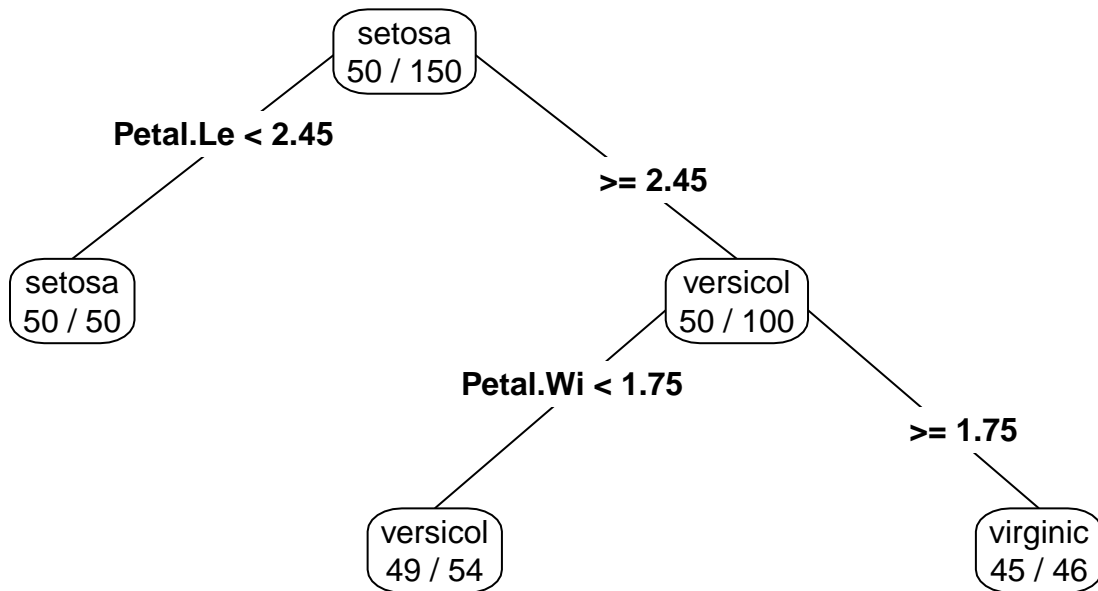 setosa
50 / 150
Petal.Le < 2.45
>= 2.45
setosa
50 / 50
versicol
50 / 100
Petal.Wi < 1.75
>= 1.75
versicol
49 / 54
virginic
45 / 46